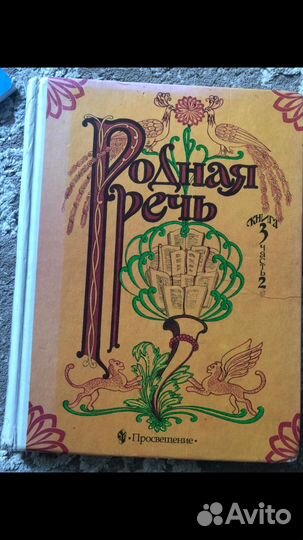 Родная
речь
книга
3
часть
2
• Просвещение •
Avito